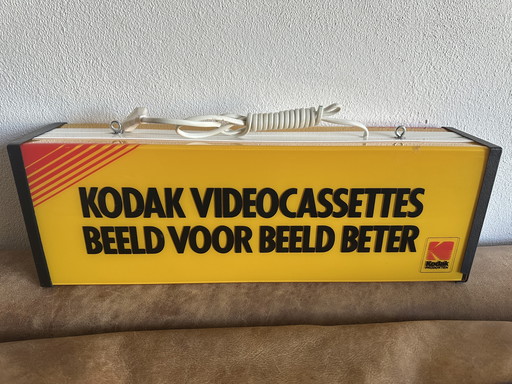 KODAK VIDEOCASSETTES
BEELD VOOR BEELD BETER
Kodak